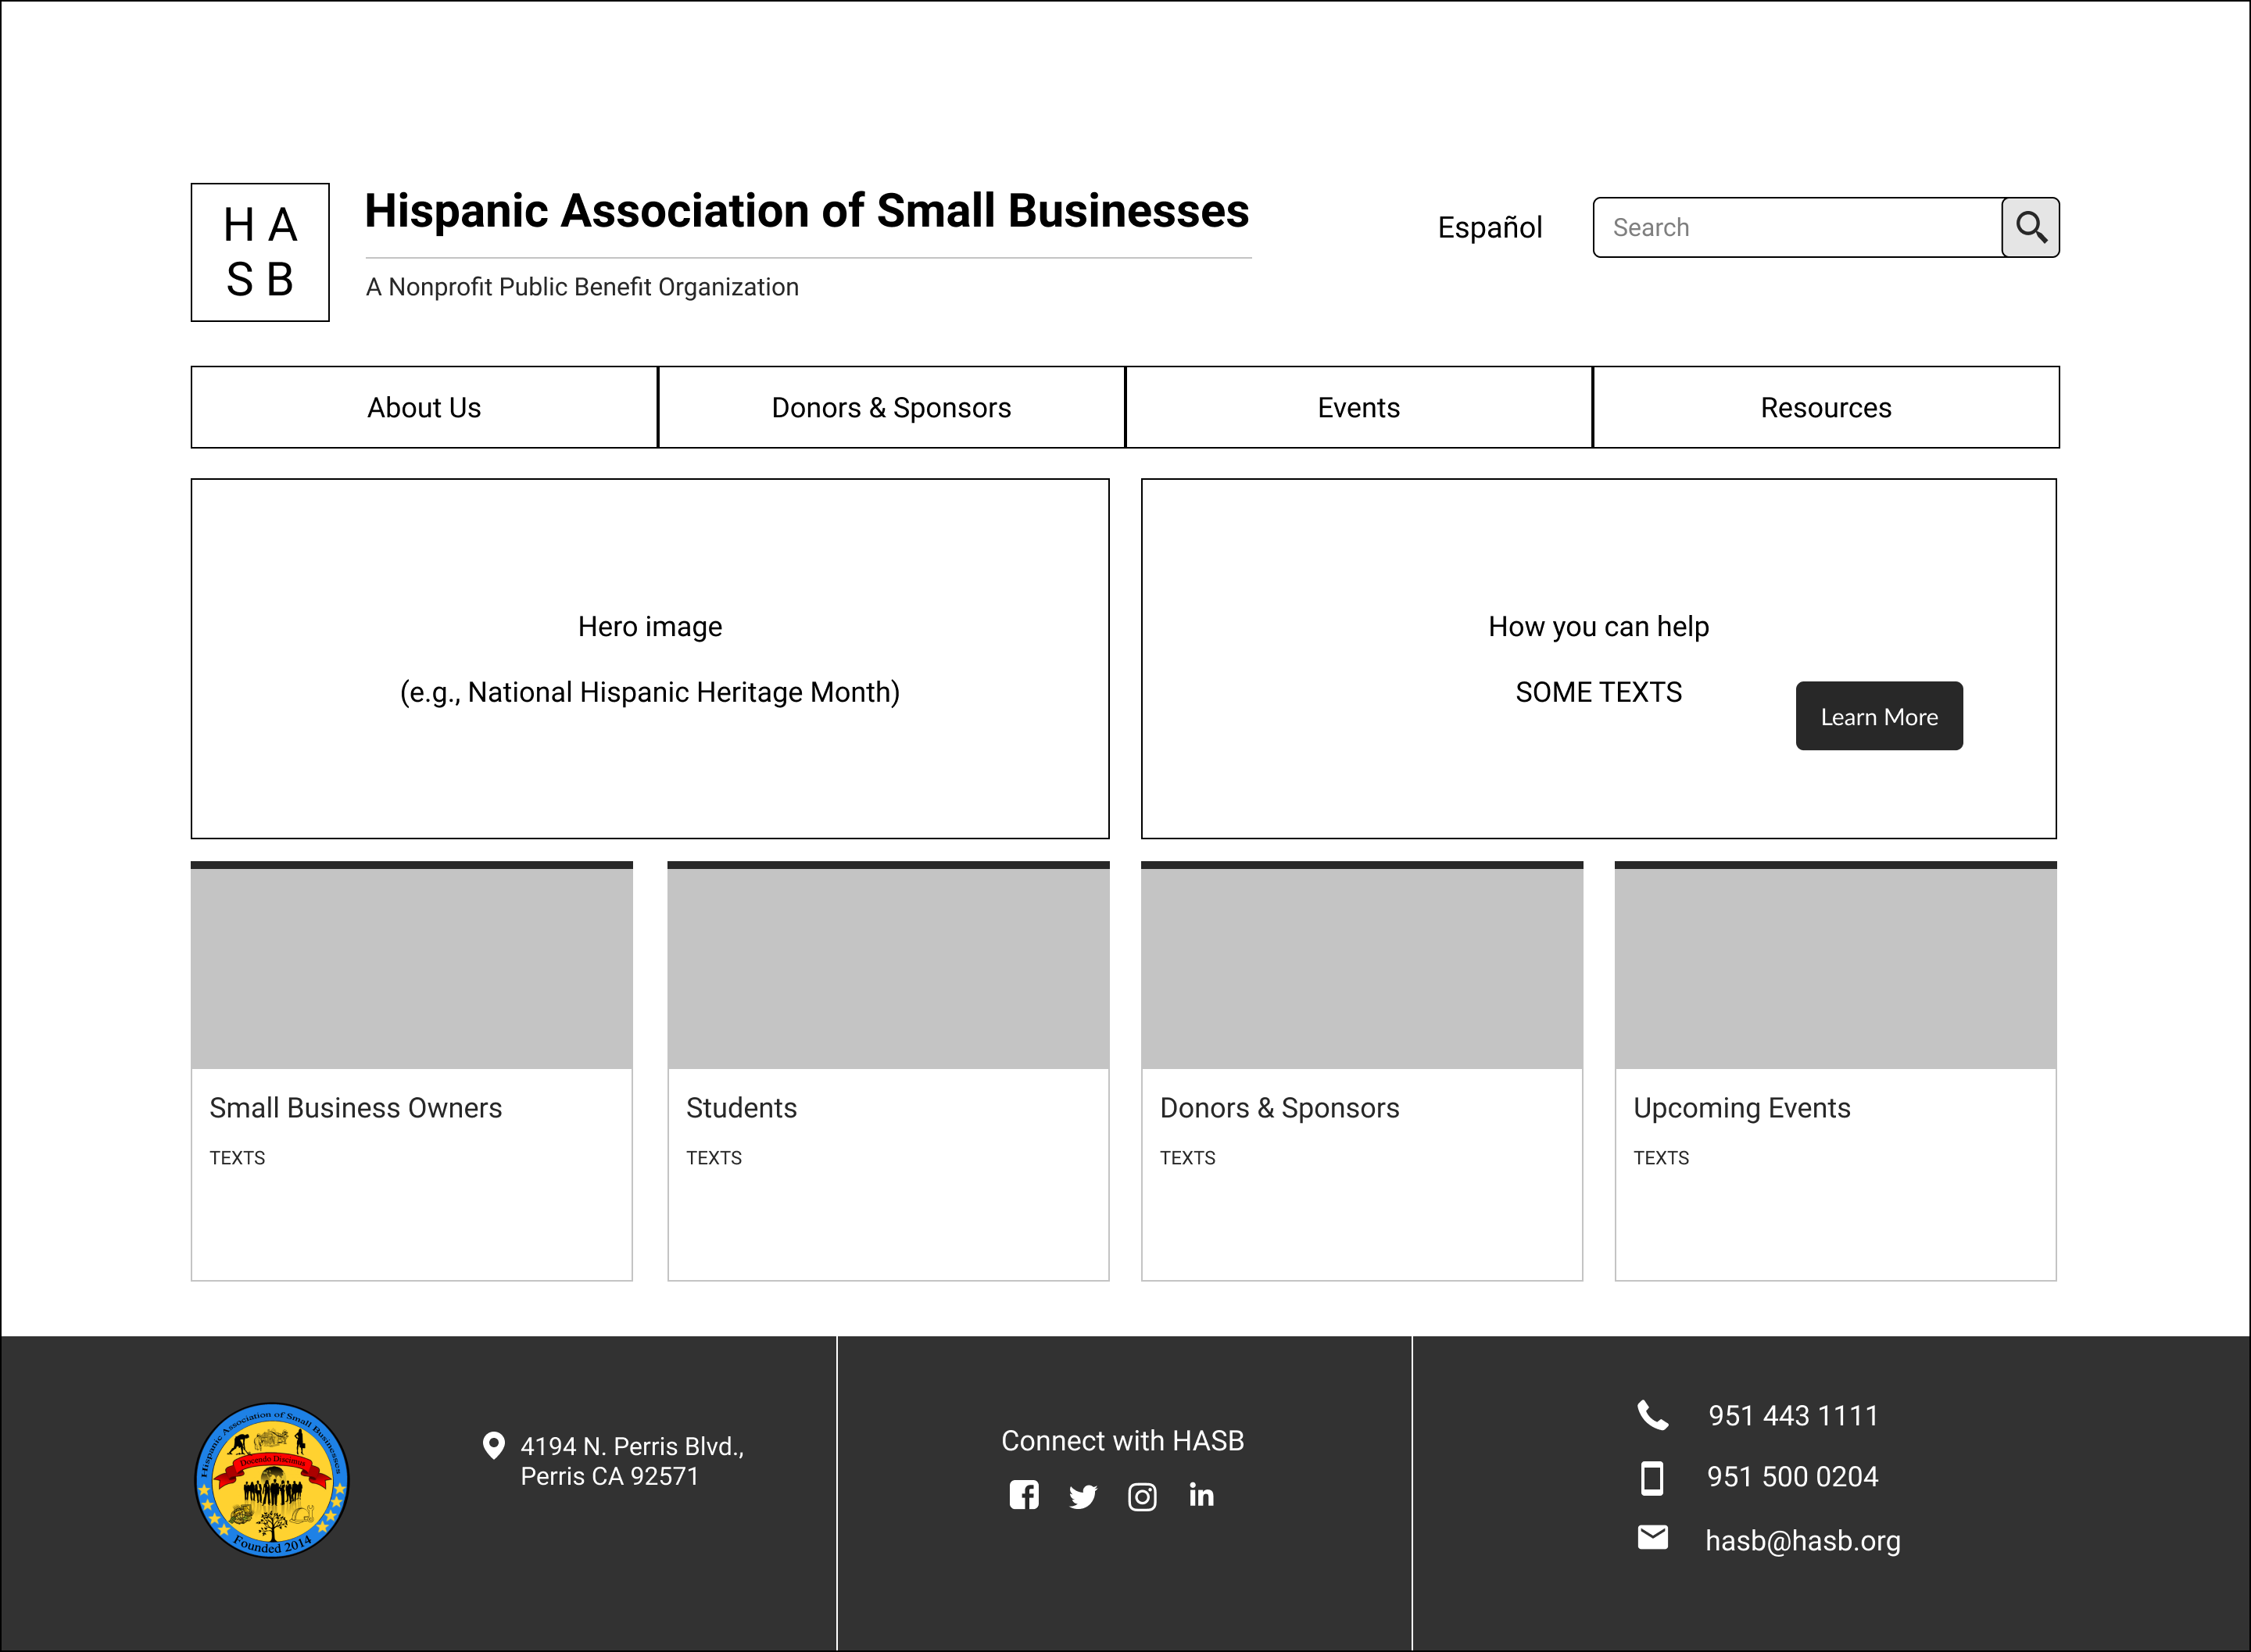 H A
S B
Hispanic Association of Small Businesses
A Nonprofit Public Benefit Organization
Español
Search
About Us
Donors & Sponsors
Events
Resources
Hero image
(e.g., National Hispanic Heritage Month)
How you can help
SOME TEXTS
Learn More
Small Business Owners
TEXTS
Students
TEXTS
Donors & Sponsors
TEXTS
Upcoming Events
TEXTS
Hispanic Association of Small Businesses
Docendo Discimus
Founded 2014
4194 N. Perris Blvd.,
Perris CA 92571
Connect with HASB
951 443 1111
951 500 0204
hasb@hasb.org